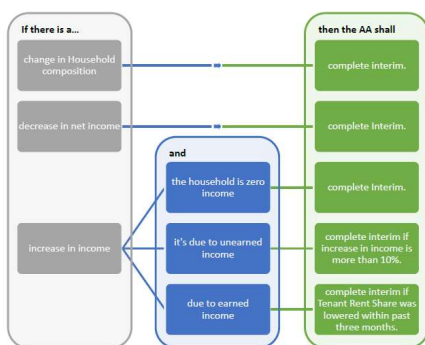 If there is a...
then the AA shall
change in Household
composition
complete interim.
decrease in net income
complete interim.
and
the household is zero
income
complete interim.
increase in income
it's due to unearned
income
complete interim if
increase in income is
more than 10%.
due to earned
income
complete interim if
Tenant Rent Share was
lowered within past
three months.